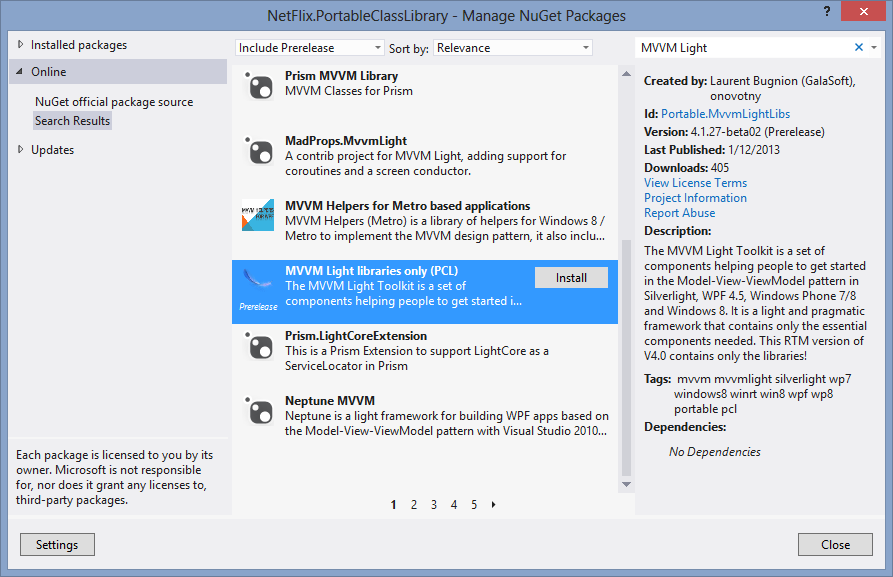 NetFlix.PortableClassLibrary - Manage NuGet Packages
?
Installed packages
Online
NuGet official package source
Search Results
Updates
Each package is licensed to you by its
owner. Microsoft is not responsible
for, nor does it grant any licenses to,
third-party packages.
Settings
Include Prerelease
Sort by:
Relevance
Prism MVVM Library
MVVM Classes for Prism
MadProps.MvvmLight
A contrib project for MVVM Light, adding support for
coroutines and a screen conductor.
MVVM Helpers for Metro based applications
MVVM Helpers (Metro) is a library of helpers for Windows 8 /
Metro to implement the MVVM design pattern, it also inclu...
MVVM Light libraries only (PCL)
The MVVM Light Toolkit is a set of
components helping people to get started i...
Prerelease
Install
Prism.LightCoreExtension
This is a Prism Extension to support LightCore as a
ServiceLocator in Prism
Neptune MVVM
Neptune is a light framework for building WPF apps based on
the Model-View-ViewModel pattern with Visual Studio 2010...
1 2 3 4 5
MVVM Light
Created by: Laurent Bugnion (GalaSoft),
onovotny
Id: Portable.MvvmLightLibs
Version: 4.1.27-beta02 (Prerelease)
Last Published: 1/12/2013
Downloads: 405
View License Terms
Project Information
Report Abuse
Description:
The MVVM Light Toolkit is a set of
components helping people to get started
in the Model-View-ViewModel pattern in
Silverlight, WPF 4.5, Windows Phone 7/8
and Windows 8. It is a light and pragmatic
framework that contains only the essential
components needed. This RTM version of
V4.0 contains only the libraries!
Tags: mvvm mvvmlight silverlight wp7
windows8 winrt win8 wpf wp8
portable pcl
Dependencies:
No Dependencies
Close